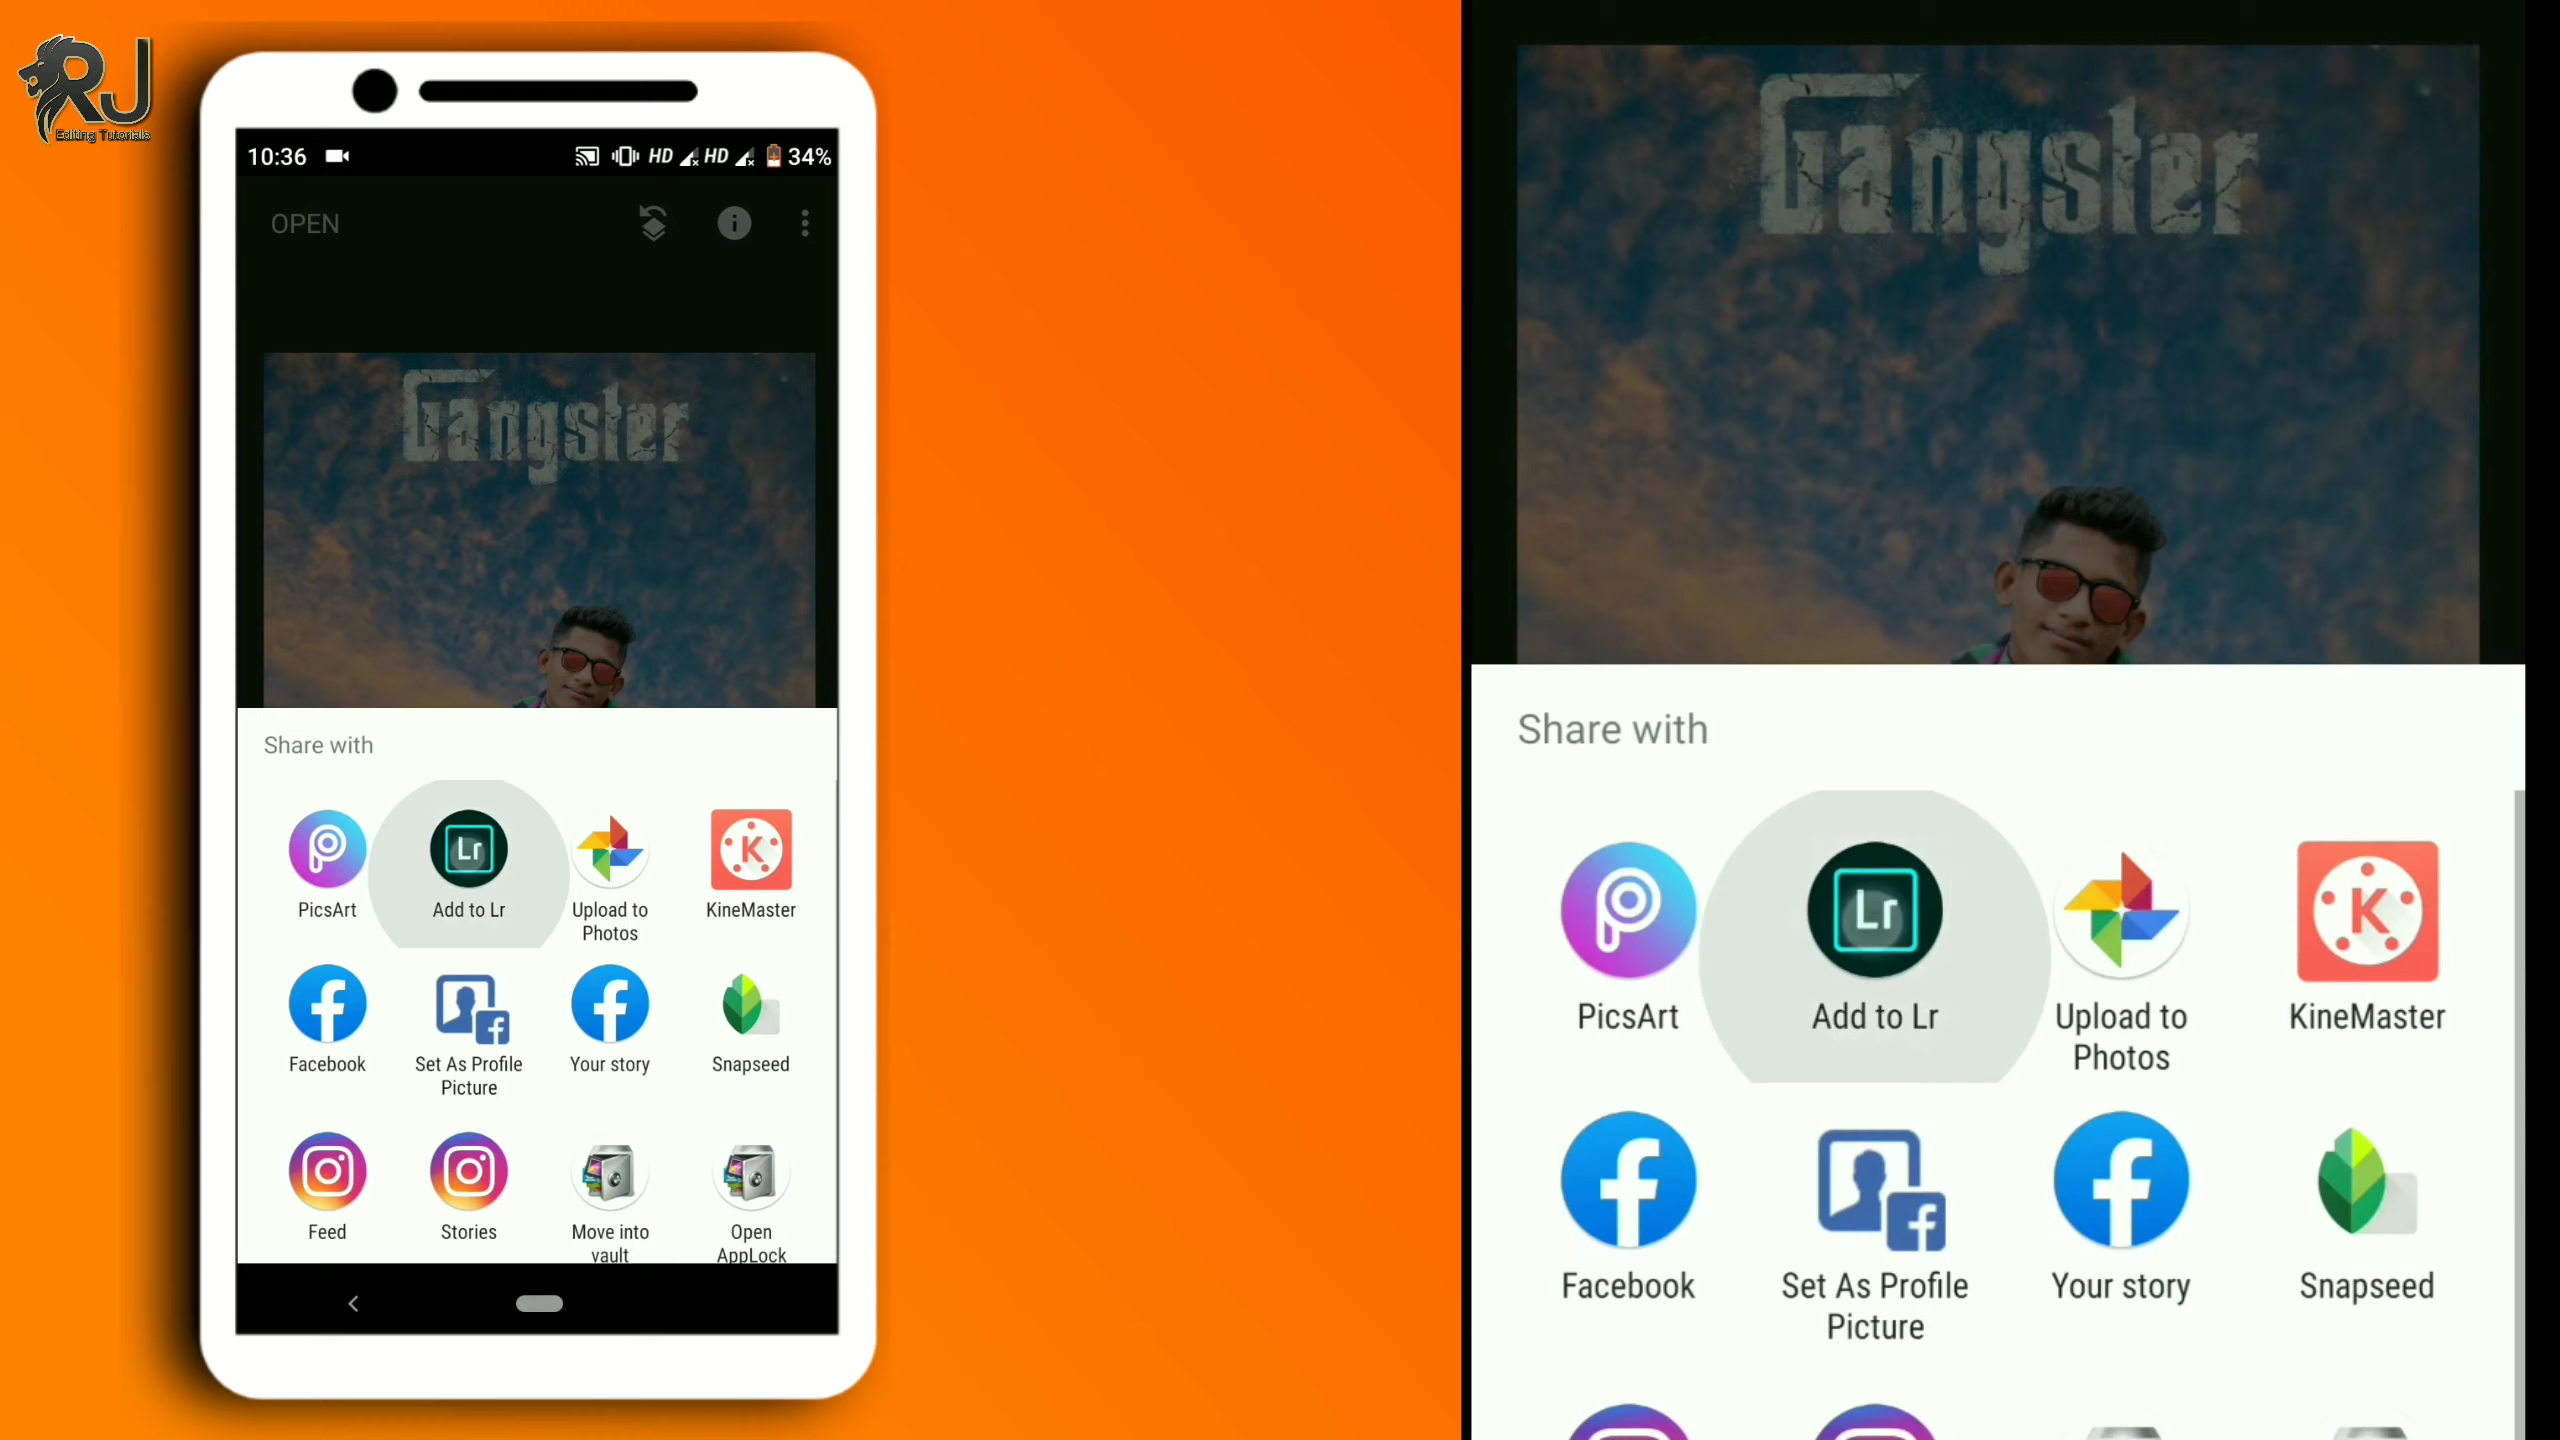 RJ
Editing Tutorials
10:36 HD HD 34%
OPEN
Gangster
Share with
PicsArt Add to Lr Upload to Photos KineMaster
Facebook Set As Profile Picture Your story Snapseed
Feed Stories Move into vault Open AppLock
Gangster
Share with
Lr
PicsArt Add to Lr Upload to Photos KineMaster
Facebook Set As Profile Picture Your story Snapseed